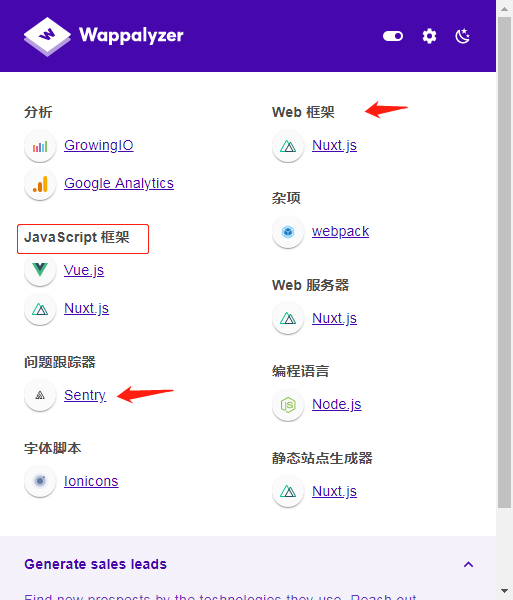 Wappalyzer
分析
GrowingIO
Google Analytics
JavaScript 框架
Vue.js
Nuxt.js
问题跟踪器
Sentry
字体脚本
Ionicons
Web 框架
Nuxt.js
杂项
webpack
Web 服务器
Nuxt.js
编程语言
Node.js
静态站点生成器
Nuxt.js
Generate sales leads
Find new prospects by the technologies they use. Reach out